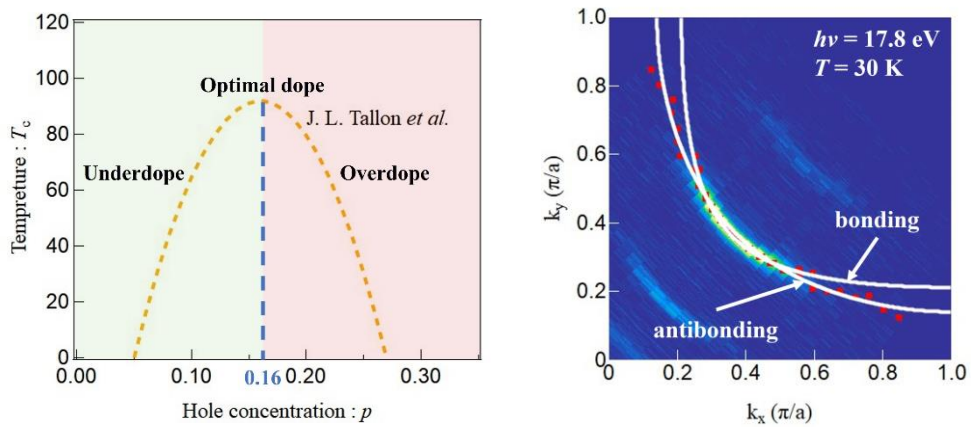 120
100
80
60
40
20
0
Tempreture : Tc
Optimal dope
J. L. Tallon et al.
Underdope
Overdope
0.00
0.10
0.16
0.20
0.30
Hole concentration : p
1.0
0.8
0.6
0.4
0.2
0
ky (π/a)
hν = 17.8 eV
T = 30 K
bonding
antibonding
0
0.2
0.4
0.6
0.8
1.0
kx (π/a)